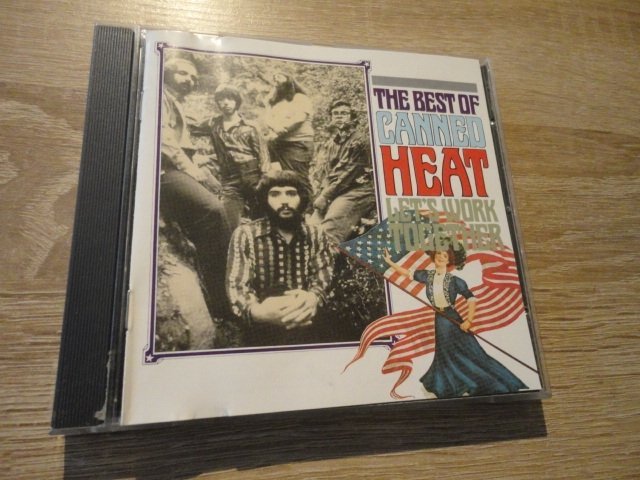 THE BEST OF
CANNED
HEAT
LET'S WORK
TOGETHER